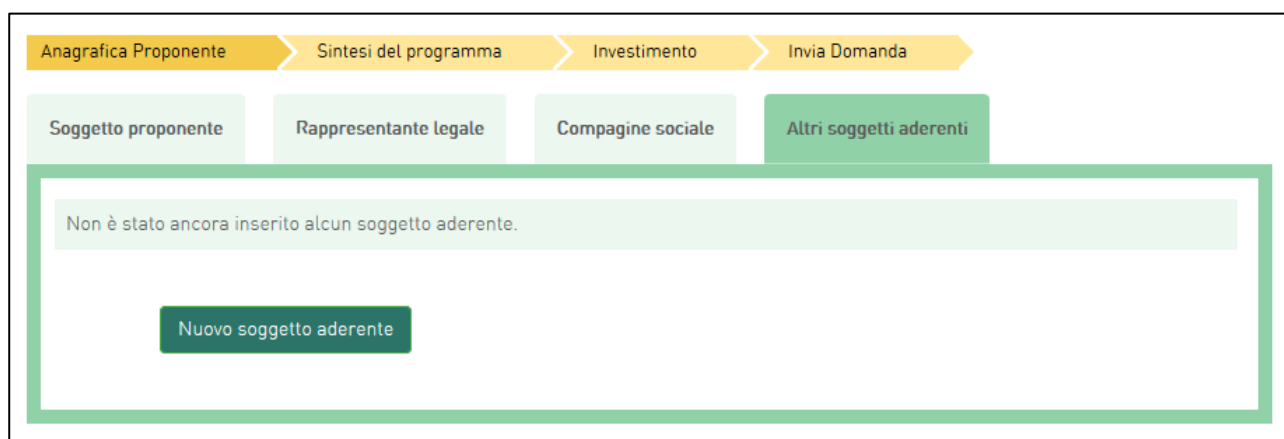 Anagrafica Proponente Sintesi del programma Investimento Invia Domanda
Soggetto proponente Rappresentante legale Compagine sociale Altri soggetti aderenti
Non è stato ancora inserito alcun soggetto aderente.
Nuovo soggetto aderente